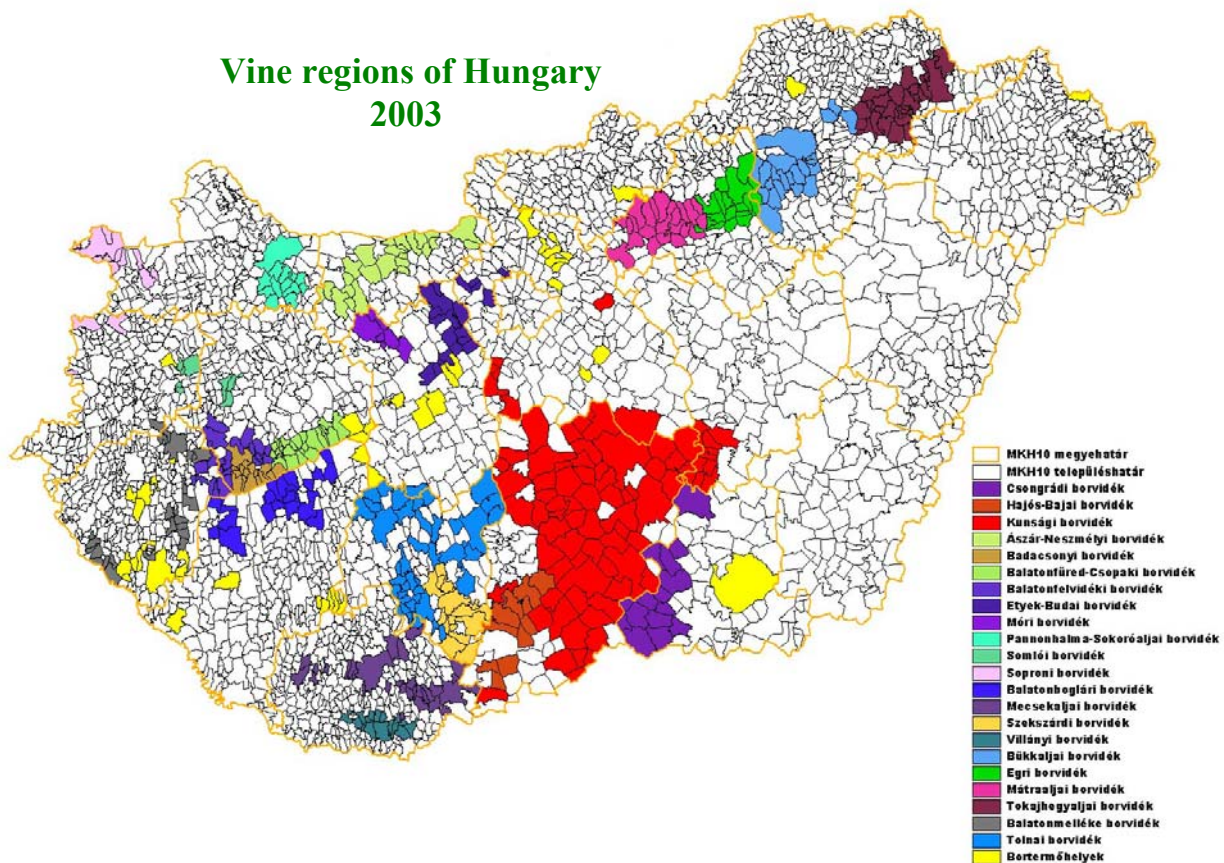 Vine regions of Hungary
2003
MKH10 megyehatár
MKH10 településhatár
Csongrádi borvidék
Hajós-Bajai borvidék
Kunsági borvidék
Ászár-Neszmélyi borvidék
Badacsonyi borvidék
Balatonfüred-Csopaki borvidék
Balatonfelvidéki borvidék
Etyek-Budai borvidék
Móri borvidék
Pannonhalma-Sokoróaljai borvidék
Somlói borvidék
Soproni borvidék
Balatonboglári borvidék
Mecsekaljai borvidék
Szekszárdi borvidék
Villányi borvidék
Bükkaljai borvidék
Egri borvidék
Mátraaljai borvidék
Tokajhegyaljai borvidék
Balatonmelléke borvidék
Tolnai borvidék
Bortermőhelyek